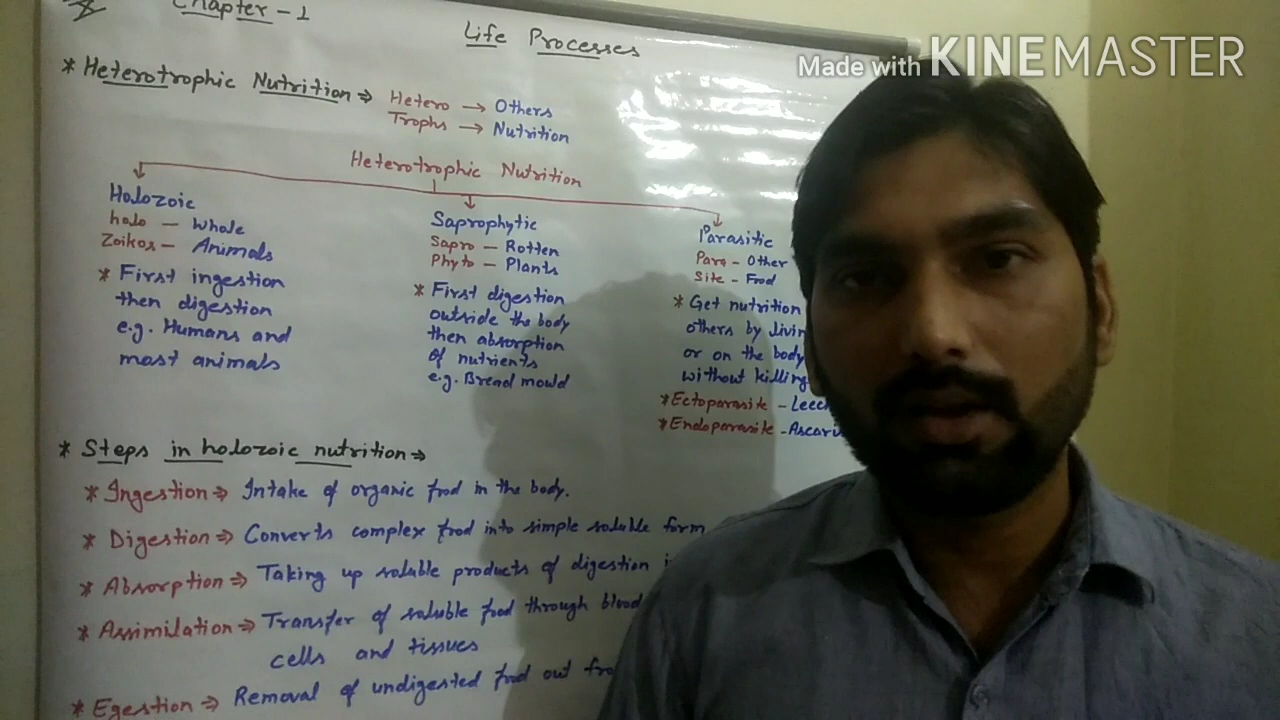 Chapter - 1
Life Processes
Made with KINEMASTER
* Heterotrophic Nutrition ⇒ Hetero → Others
Trophs → Nutrition
Heterotrophic Nutrition
Holozoic
halo - Whole
Zoikos - Animals
* First ingestion
then digestion
e.g. Humans and
most animals
Saprophytic
Sapro - Rotten
Phyto - Plants
* First digestion
outside the body
then absorption
of nutrients
e.g. Bread mould
Parasitic
Para - Other
Site - Food
* Get nutrition
others by
or on the body
without killing
* Ectoparasite -
* Endoparasite -
* Steps in holozoic nutrition ⇒
* Ingestion ⇒ Intake of organic food in the body.
* Digestion ⇒ Converts complex food into simple soluble form
* Absorption ⇒ Taking up soluble products of digestion
* Assimilation ⇒ Transfer of soluble food through blood
cells and tissues
* Egestion ⇒ Removal of undigested food out